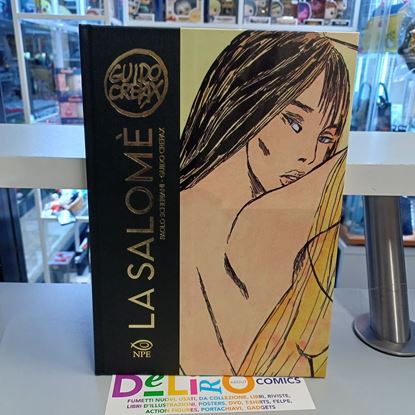 GUIDO
CREPAX
LA SALOMÈ
PAOLO SCHEPARDI • GUIDO CREPAX
NPE
DeLiRiO
COMICS
FUMETTI NUOVI, USATI, DA COLLEZIONE, LIBRI, RIVISTE,
LIBRI D'ILLUSTRAZIONI, POSTERS, DVD, T-SHIRTS, FELPE,
ACTION FIGURES, PORTACHIAVI, GADGETS